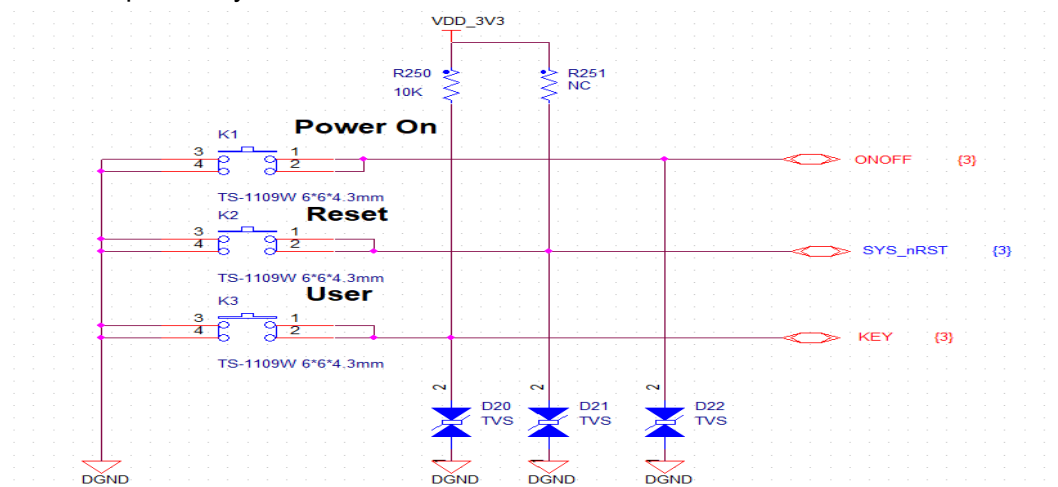 VDD_3V3
R250
10K
R251
NC
Power On
K1
3
4
1
2
ONOFF {3}
TS-1109W 6*6*4.3mm
Reset
K2
3
4
1
2
SYS_nRST {3}
TS-1109W 6*6*4.3mm
User
K3
3
4
1
2
KEY {3}
TS-1109W 6*6*4.3mm
2
D20
TVS
2
D21
TVS
2
D22
TVS
1
1
1
DGND
DGND
DGND
DGND